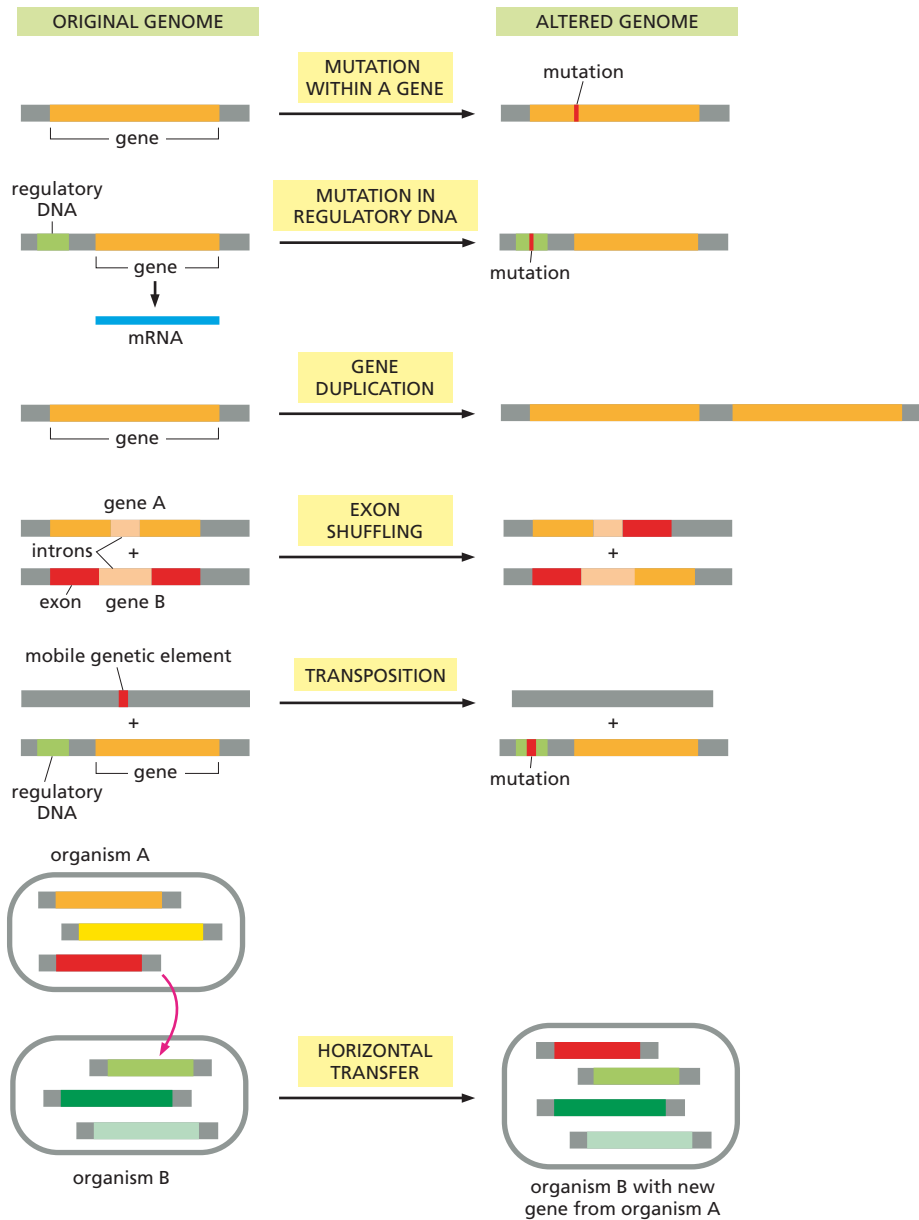 ORIGINAL GENOME
ALTERED GENOME
MUTATION
WITHIN A GENE
mutation
gene
regulatory
DNA
MUTATION IN
REGULATORY DNA
gene
mutation
mRNA
GENE
DUPLICATION
gene
gene A
EXON
SHUFFLING
introns
+
+
exon
gene B
mobile genetic element
TRANSPOSITION
+
+
gene
regulatory
DNA
mutation
organism A
HORIZONTAL
TRANSFER
organism B
organism B with new
gene from organism A